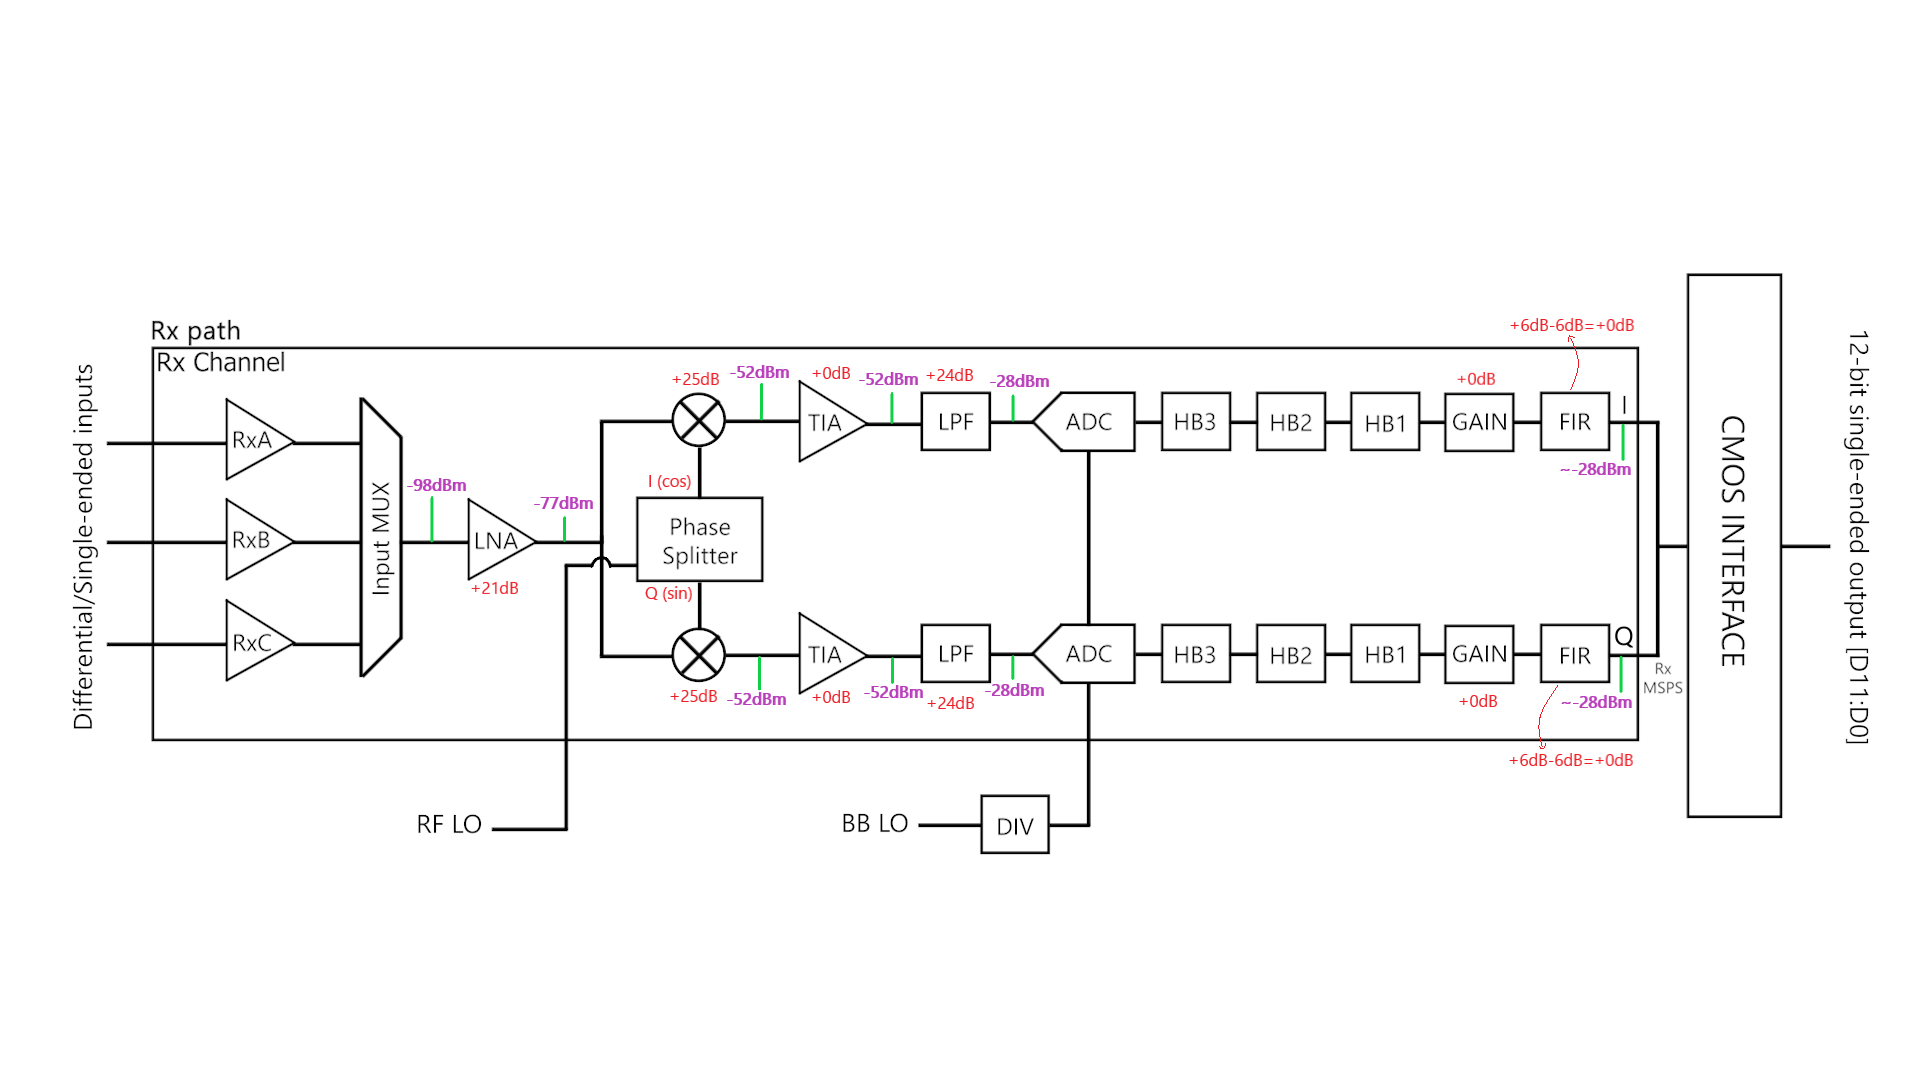 Rx path
Rx Channel
Differential/Single-ended inputs
RxA
RxB
RxC
Input MUX
-98dBm
LNA
+21dB
-77dBm
+25dB
I (cos)
Phase
Splitter
Q (sin)
+25dB
RF LO
-52dBm
+0dB
TIA
-52dBm
+24dB
LPF
-28dBm
ADC
HB3
HB2
HB1
+0dB
GAIN
+6dB-6dB=+0dB
FIR
I
~-28dBm
-52dBm
TIA
+0dB
-52dBm
LPF
+24dB
-28dBm
ADC
HB3
HB2
HB1
GAIN
+0dB
FIR
Q
~-28dBm
+6dB-6dB=+0dB
Rx
MSPS
BB LO
DIV
CMOS INTERFACE
12-bit single-ended output [D11:D0]